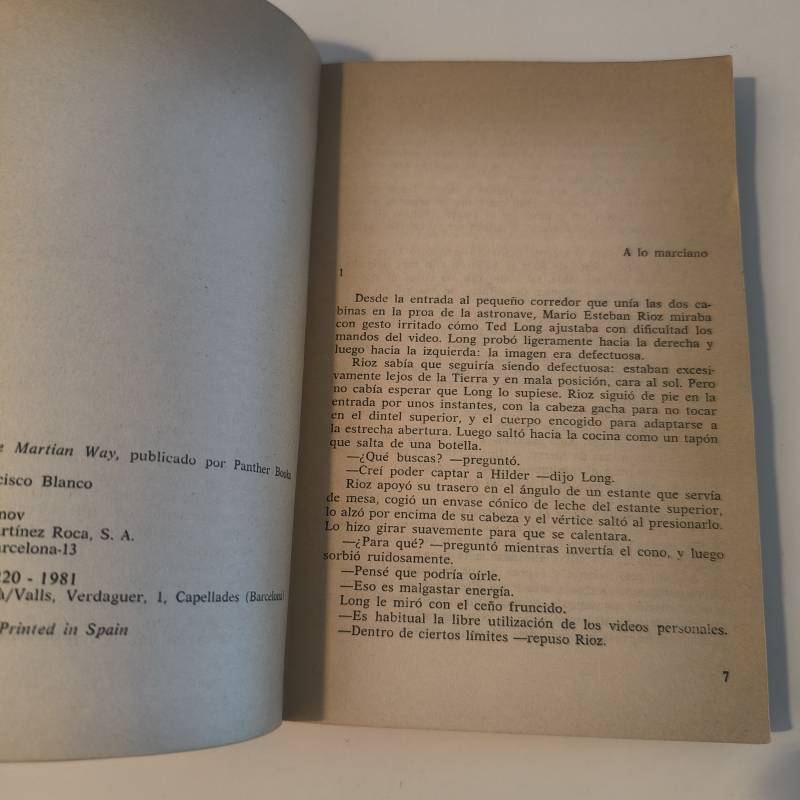 Martian Way, publicado por Panther Books
cisco Blanco
nov
rtínez Roca, S. A.
arcelona-13
20 - 1981
/Valls, Verdaguer, 1, Capellades (Barcelona)
Printed in Spain
A lo marciano
1
Desde la entrada al pequeño corredor que unía las dos ca-
binas en la proa de la astronave, Mario Esteban Rioz miraba
con gesto irritado cómo Ted Long ajustaba con dificultad los
mandos del video. Long probó ligeramente hacia la derecha y
luego hacia la izquierda: la imagen era defectuosa.
Rioz sabía que seguiría siendo defectuosa: estaban excesi-
vamente lejos de la Tierra y en mala posición, cara al sol. Pero
no cabía esperar que Long lo supiese. Rioz siguió de pie en la
entrada por unos instantes, con la cabeza gacha para no tocar
en el dintel superior, y el cuerpo encogido para adaptarse a
la estrecha abertura. Luego saltó hacia la cocina como un tapón
que salta de una botella.
—¿Qué buscas? —preguntó.
—Creí poder captar a Hilder —dijo Long.
Rioz apoyó su trasero en el ángulo de un estante que servía
de mesa, cogió un envase cónico de leche del estante superior,
lo alzó por encima de su cabeza y el vértice saltó al presionarlo.
Lo hizo girar suavemente para que se calentara.
—¿Para qué? —preguntó mientras invertía el cono, y luego
sorbió ruidosamente.
—Pensé que podría oírle.
—Eso es malgastar energía.
Long le miró con el ceño fruncido.
—Es habitual la libre utilización de los videos personales.
—Dentro de ciertos límites —repuso Rioz.
7